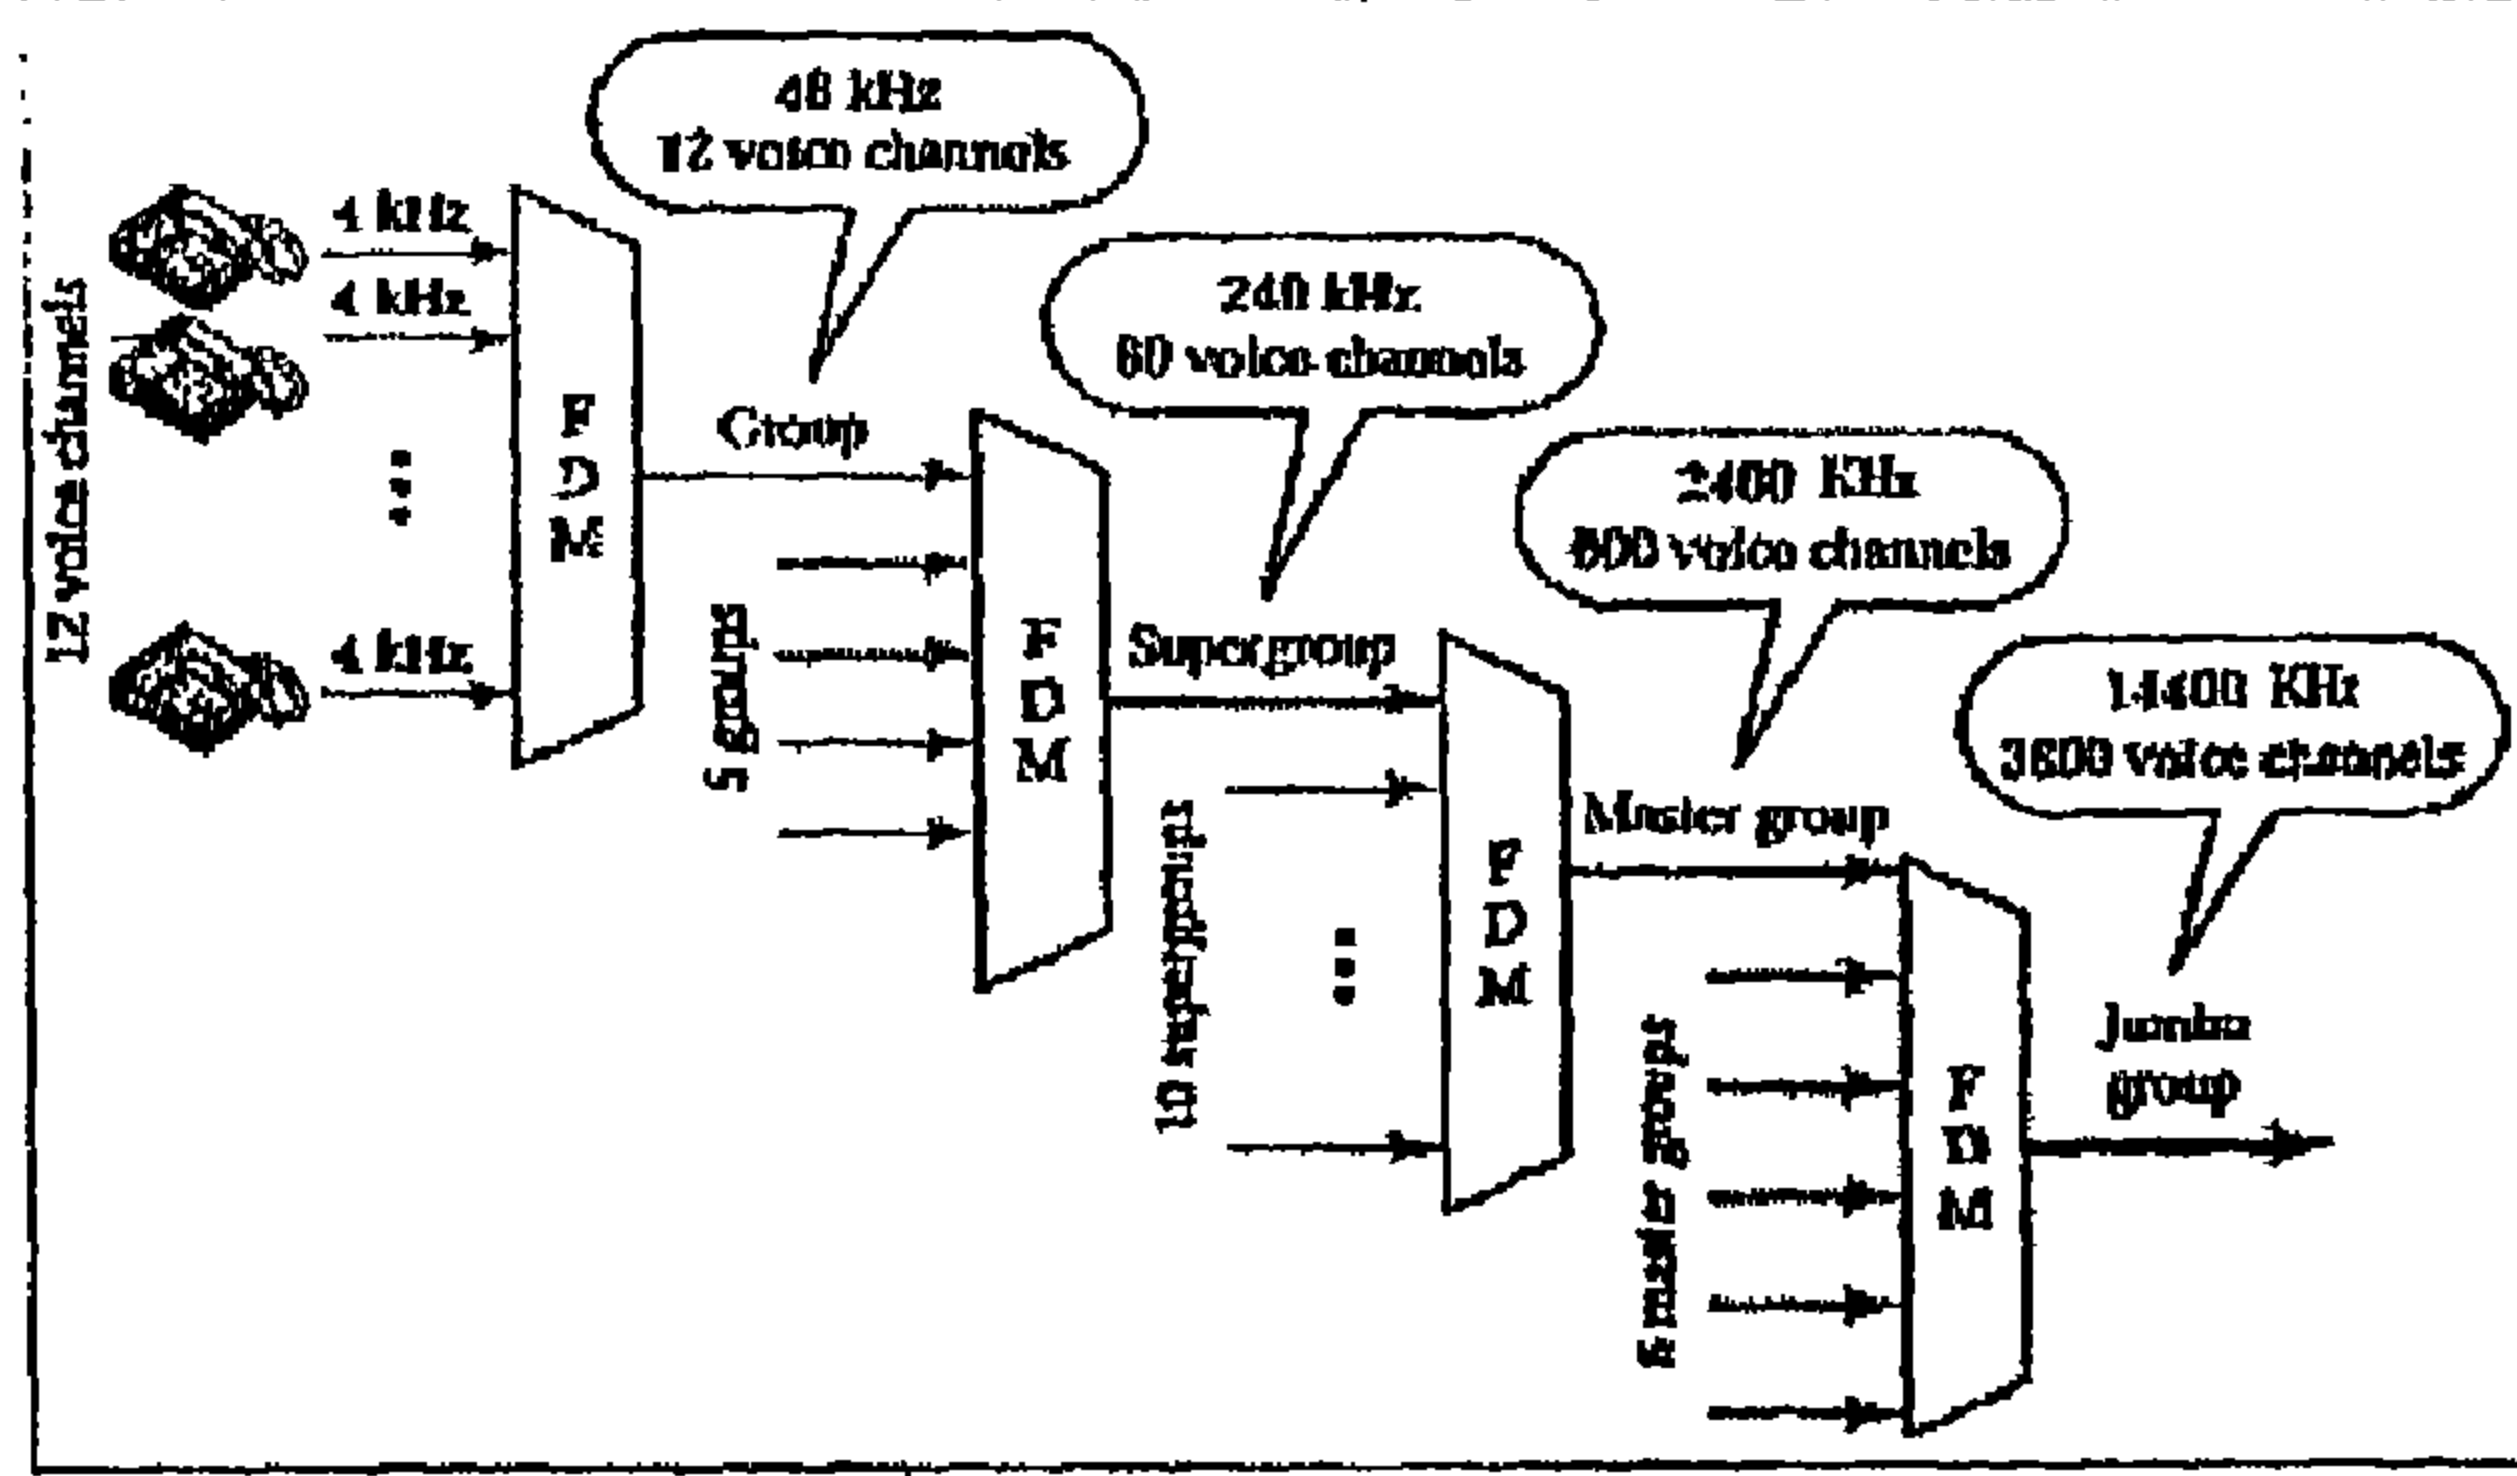 48 kHz
12 voice channels
4 kHz
4 kHz
4 kHz
12 voice channels
F
D
M
Group
240 kHz
60 voice channels
5 groups
F
D
M
Supergroup
2400 KHz
600 voice channels
10 supergroups
F
D
M
Master group
14400 KHz
3600 voice channels
6 master groups
F
D
M
Jumbo
group